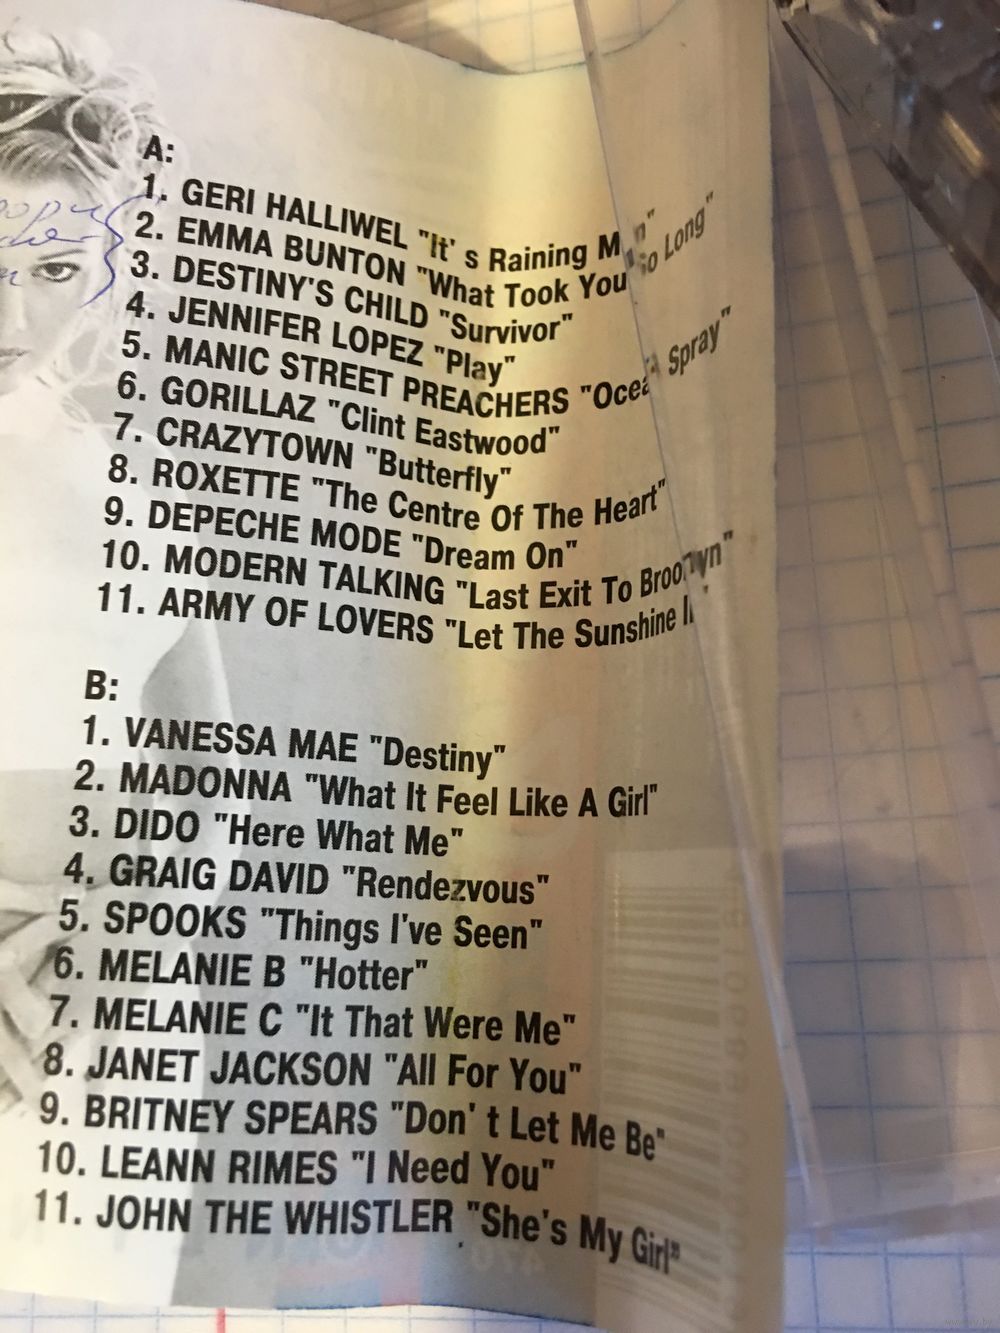 A:
1. GERI HALLIWEL "It' s Raining M n"
2. EMMA BUNTON "What Took You So Long"
3. DESTINY'S CHILD "Survivor"
4. JENNIFER LOPEZ "Play"
5. MANIC STREET PREACHERS "Ocean Spray"
6. GORILLAZ "Clint Eastwood"
7. CRAZYTOWN "Butterfly"
8. ROXETTE "The Centre Of The Heart"
9. DEPECHE MODE "Dream On"
10. MODERN TALKING "Last Exit To Brooklyn"
11. ARMY OF LOVERS "Let The Sunshine In"
B:
1. VANESSA MAE "Destiny"
2. MADONNA "What It Feel Like A Girl"
3. DIDO "Here What Me"
4. GRAIG DAVID "Rendezvous"
5. SPOOKS "Things I've Seen"
6. MELANIE B "Hotter"
7. MELANIE C "It That Were Me"
8. JANET JACKSON "All For You"
9. BRITNEY SPEARS "Don' t Let Me Be"
10. LEANN RIMES "I Need You"
11. JOHN THE WHISTLER "She's My Girl"